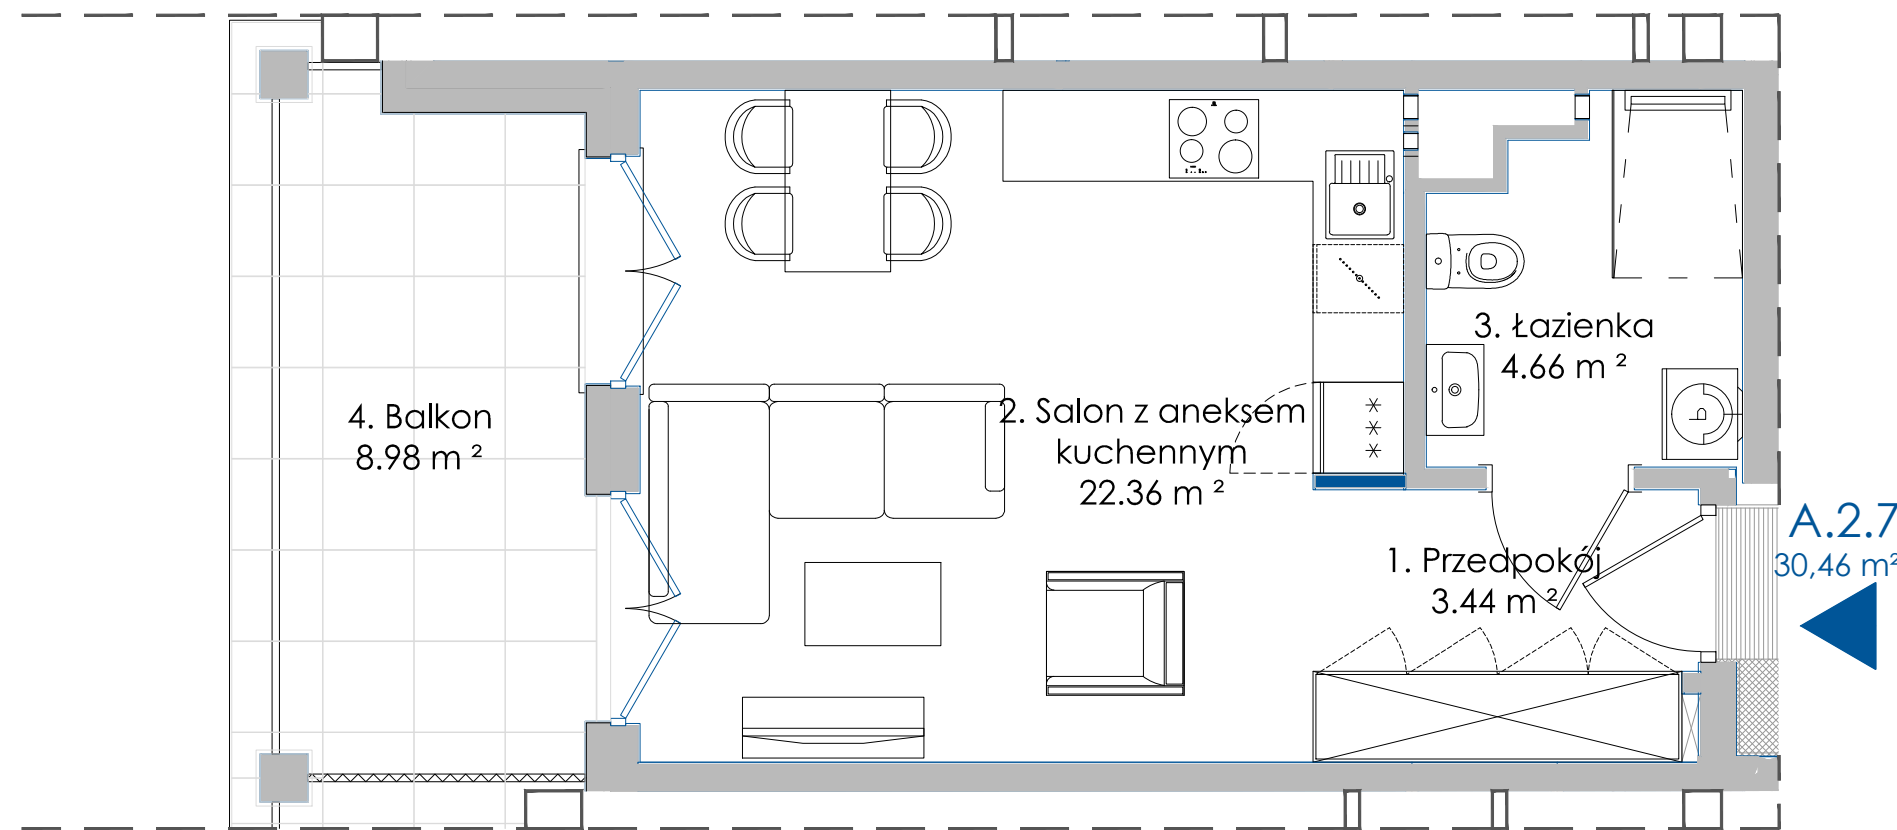 3. Łazienka
4.66 m ²
4. Balkon
8.98 m ²
2. Salon z aneksem
kuchennym
22.36 m ²
A.2.7
30,46 m²
1. Przedpokój
3.44 m ²
b